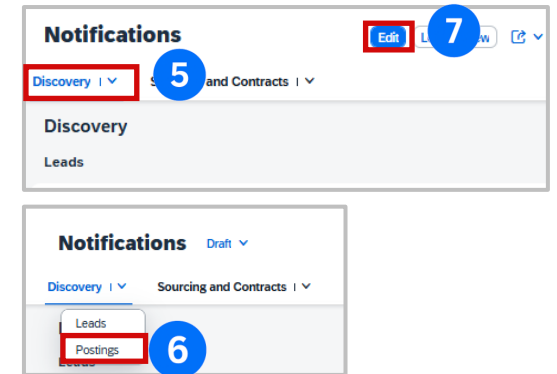 Notifications
Edit
7
Discovery
5
and Contracts
Discovery
Leads
Notifications Draft
Discovery Sourcing and Contracts
Leads
Postings
6